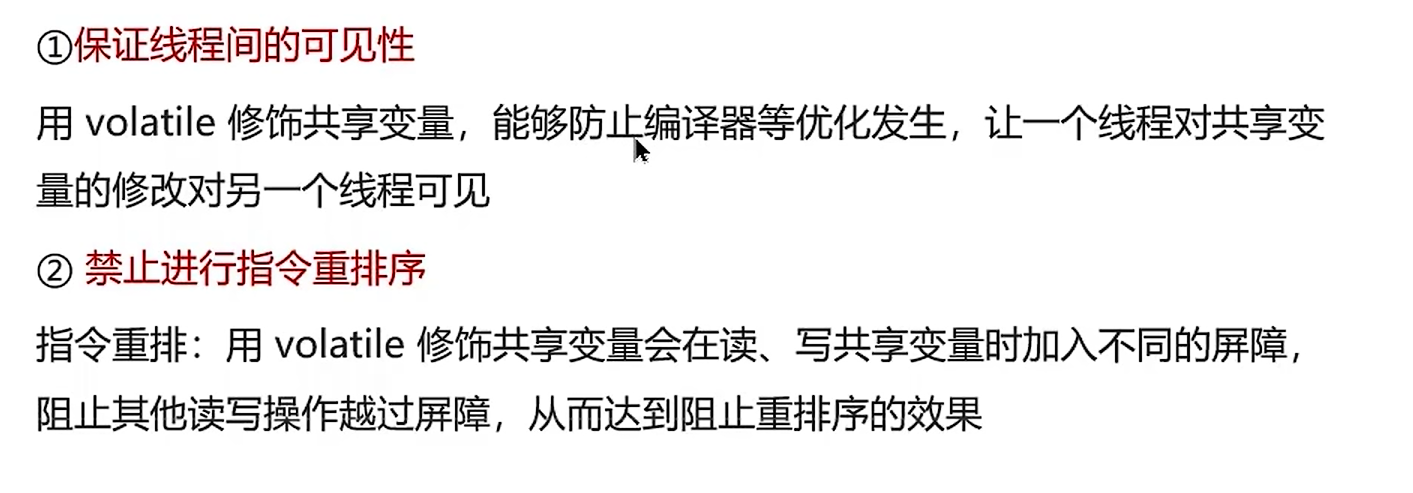 ①保证线程间的可见性
用 volatile 修饰共享变量，能够防止编译器等优化发生，让一个线程对共享变
量的修改对另一个线程可见
② 禁止进行指令重排序
指令重排：用 volatile 修饰共享变量会在读、写共享变量时加入不同的屏障，
阻止其他读写操作越过屏障，从而达到阻止重排序的效果